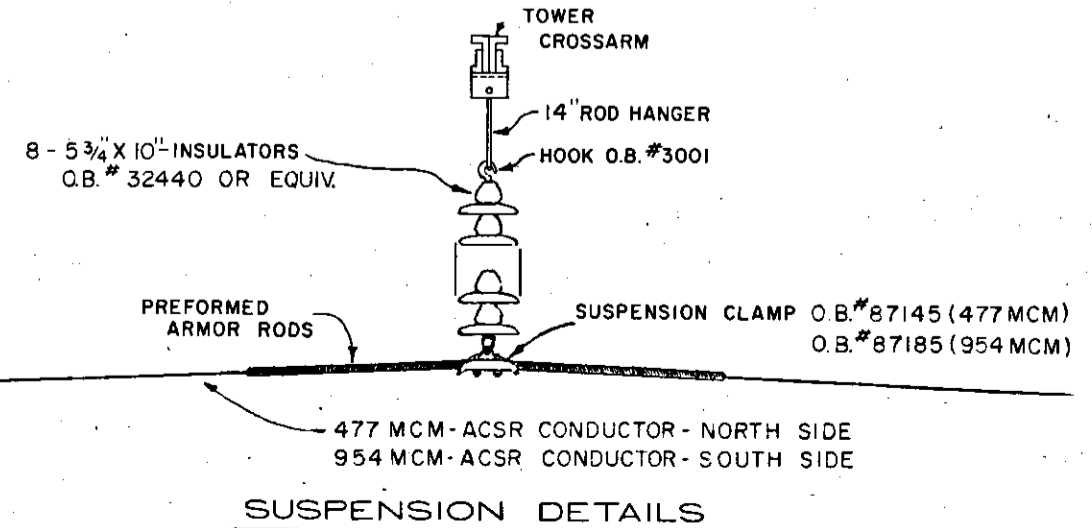 TOWER
CROSSARM
14" ROD HANGER
8 - 5 3/4" X 10" - INSULATORS
O.B. # 32440 OR EQUIV.
HOOK O.B. #3001
PREFORMED
ARMOR RODS
SUSPENSION CLAMP O.B. #87145 (477 MCM)
O.B. #87185 (954 MCM)
477 MCM - ACSR CONDUCTOR - NORTH SIDE
954 MCM - ACSR CONDUCTOR - SOUTH SIDE
SUSPENSION DETAILS